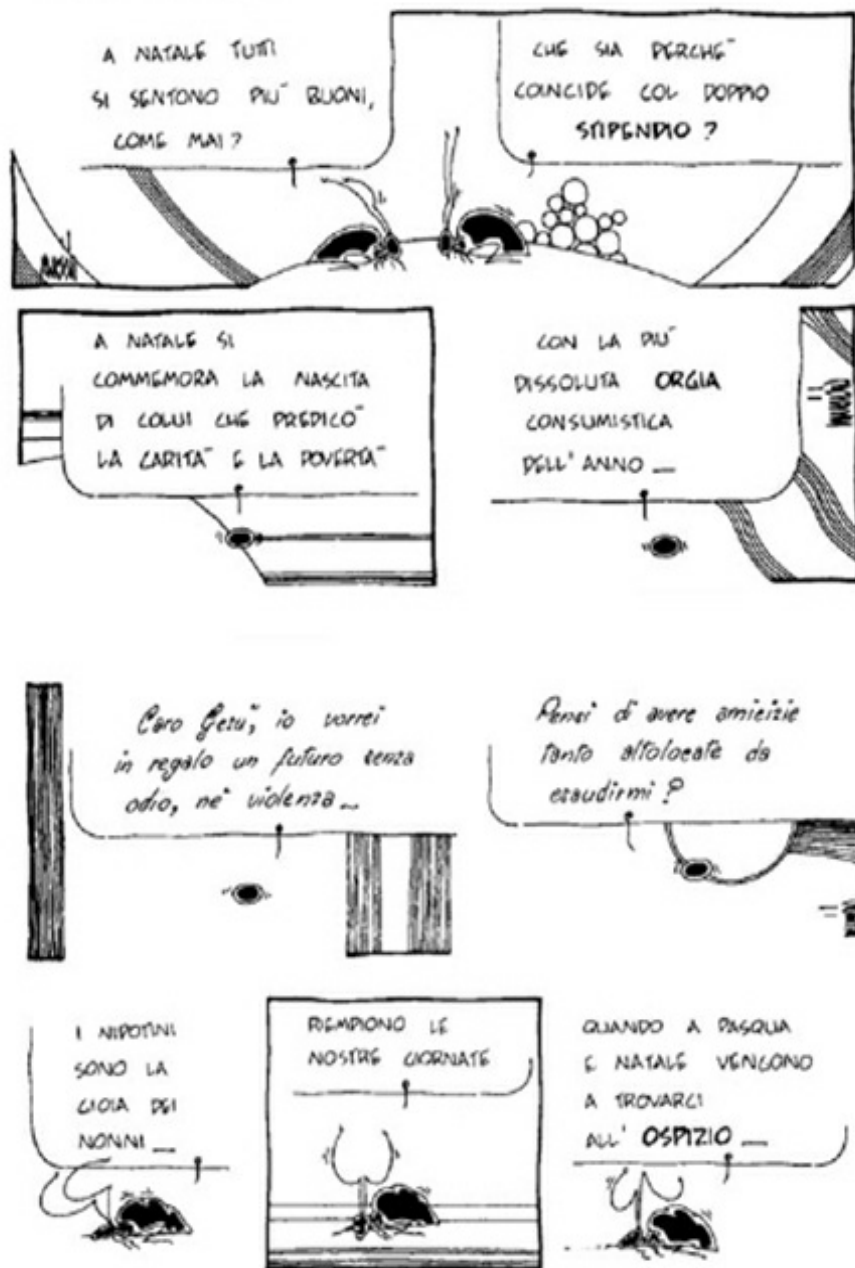 A NATALE TUTTI
SI SENTONO PIU' BUONI,
COME MAI?
CHE SIA PERCHE'
COINCIDE COL DOPPIO
STIPENDIO?
A NATALE SI
COMMEMORA LA NASCITA
DI COLUI CHE PREDICO'
LA CARITA' E LA POVERTA'
CON LA PIU'
DISSOLUTA ORGIA
CONSUMISTICA
DELL'ANNO...
Caro Gesu', io vorrei
in regalo un futuro senza
odio, ne' violenza...
Pensi di avere amicizie
tanto altolocate da
esaudirmi?
I NIPOTINI
SONO LA
GIOIA DEI
NONNI...
RIEMPIONO LE
NOSTRE GIORNATE
QUANDO A PASQUA
E NATALE VENGONO
A TROVARCI
ALL'OSPIZIO...